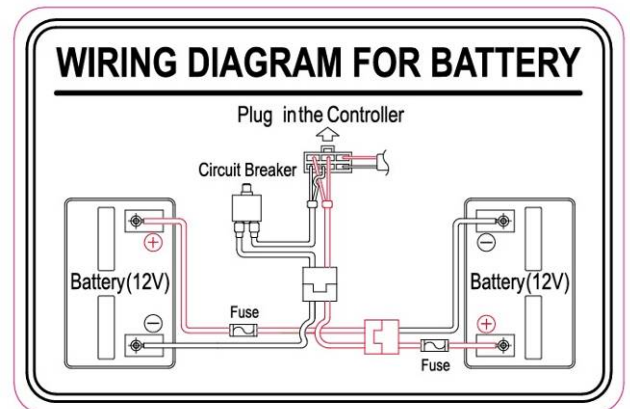 WIRING DIAGRAM FOR BATTERY
Plug in the Controller
Circuit Breaker
+
Battery(12V)
−
Fuse
−
Battery(12V)
+
Fuse